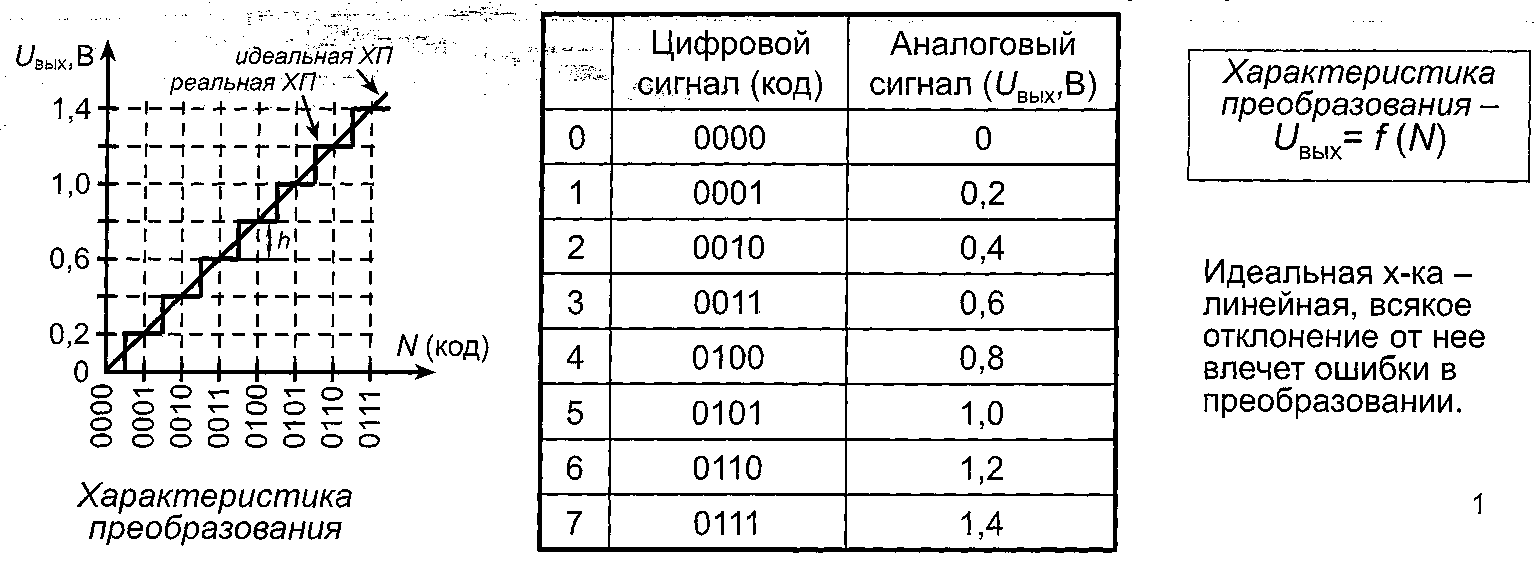 Uвых,В
идеальная ХП
реальная ХП
1,4
1,0
0,6
0,2
0
h
N (код)
0000
0001
0010
0011
0100
0101
0110
0111
Характеристика
преобразования
Цифровой сигнал (код) Аналоговый сигнал (Uвых,В)
0 0000 0
1 0001 0,2
2 0010 0,4
3 0011 0,6
4 0100 0,8
5 0101 1,0
6 0110 1,2
7 0111 1,4
Характеристика
преобразования –
Uвых= f (N)
Идеальная х-ка –
линейная, всякое
отклонение от нее
влечет ошибки в
преобразовании.
1